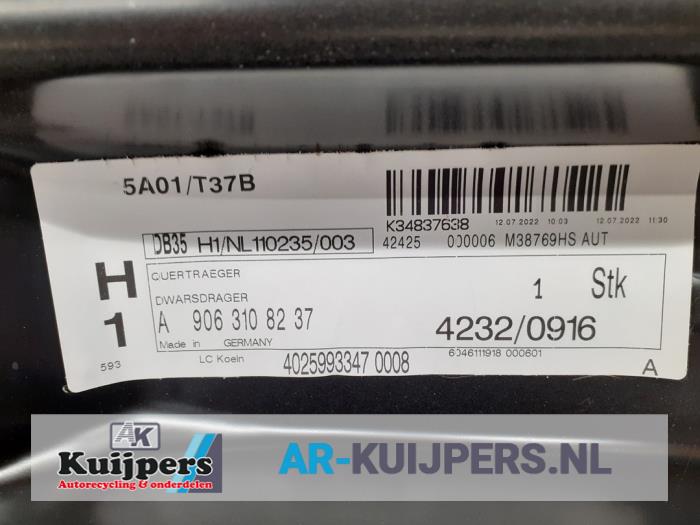 5A01/T37B
K34837638 12.07.2022 10:03 12.07.2022 11:30
DB35 H1/NL110235/003 42425 000006 M38769HS AUT
H
1
593
QUERTRAEGER
DWARSDRAGER
1 Stk
A 906 310 82 37
Made in GERMANY
4232/0916
LC Koeln 4025993347 0008
6046111918 000601
A
AK
Kuijpers
Autorecycling & onderdelen
AR-KUIJPERS.NL